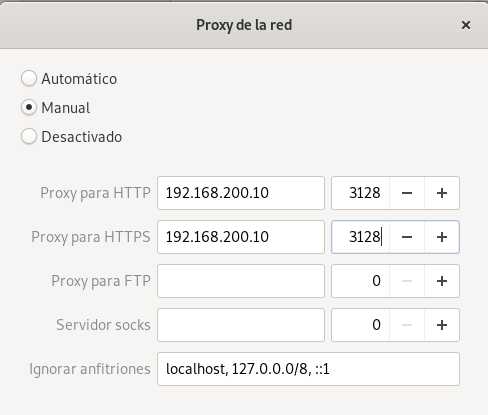 Proxy de la red
Automático
Manual
Desactivado
Proxy para HTTP 192.168.200.10 3128
Proxy para HTTPS 192.168.200.10 3128
Proxy para FTP 0
Servidor socks 0
Ignorar anfitriones localhost, 127.0.0.0/8, ::1